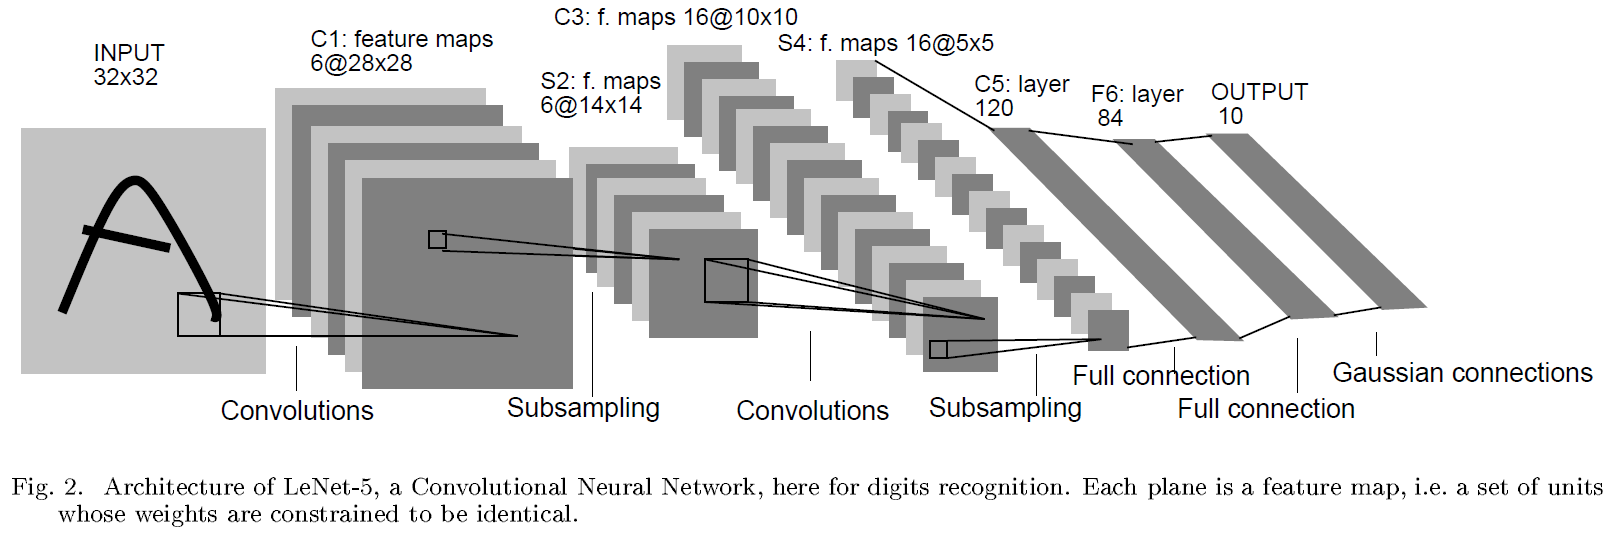 INPUT
32x32
C1: feature maps
6@28x28
S2: f. maps
6@14x14
C3: f. maps 16@10x10
S4: f. maps 16@5x5
C5: layer
120
F6: layer
84
OUTPUT
10
Convolutions
Subsampling
Convolutions
Subsampling
Full connection
Full connection
Gaussian connections
Fig. 2. Architecture of LeNet-5, a Convolutional Neural Network, here for digits recognition. Each plane is a feature map, i.e. a set of units
whose weights are constrained to be identical.